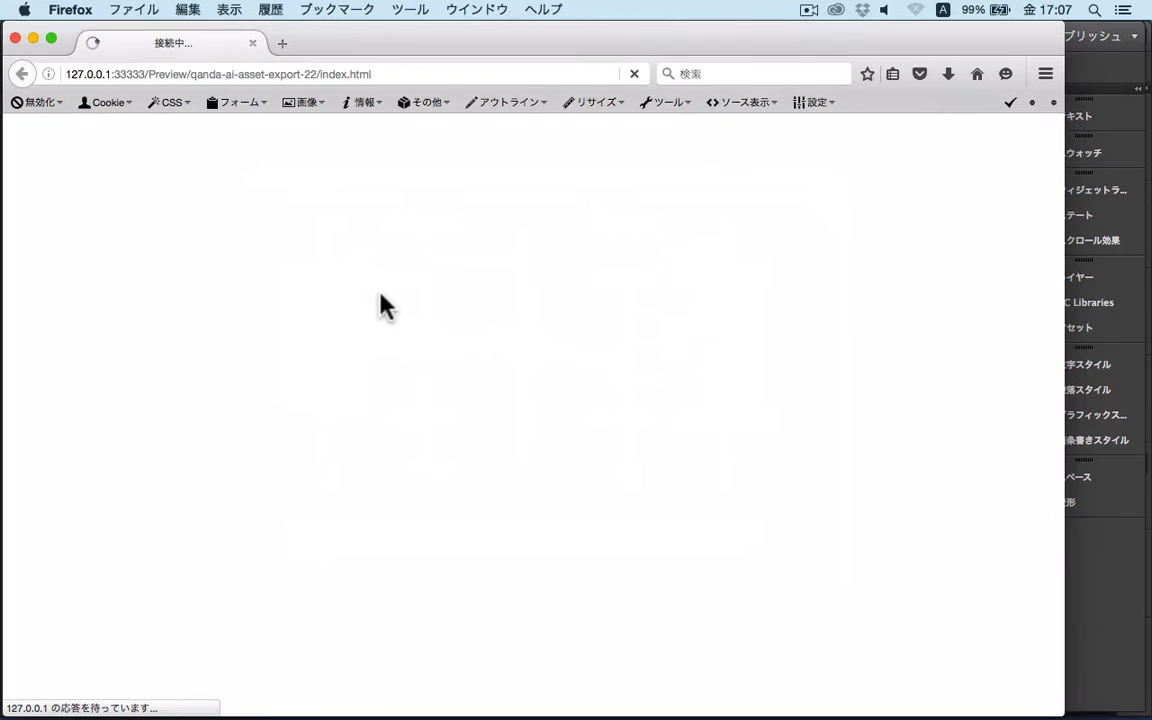 Firefox ファイル 編集 表示 履歴 ブックマーク ツール ウインドウ ヘルプ A 99% 金 17:07
接続中...
127.0.0.1:33333/Preview/qanda-ai-asset-export-22/index.html 検索
無効化 Cookie CSS フォーム 画像 情報 その他 アウトライン リサイズ ツール ソース表示 設定
ブリッシュ
キスト
ウォッチ
ィジェットラ...
テート
クロール効果
イヤー
C Libraries
セット
字スタイル
落スタイル
ラフィックス...
条書きスタイル
ペース
形
127.0.0.1 の応答を待っています...